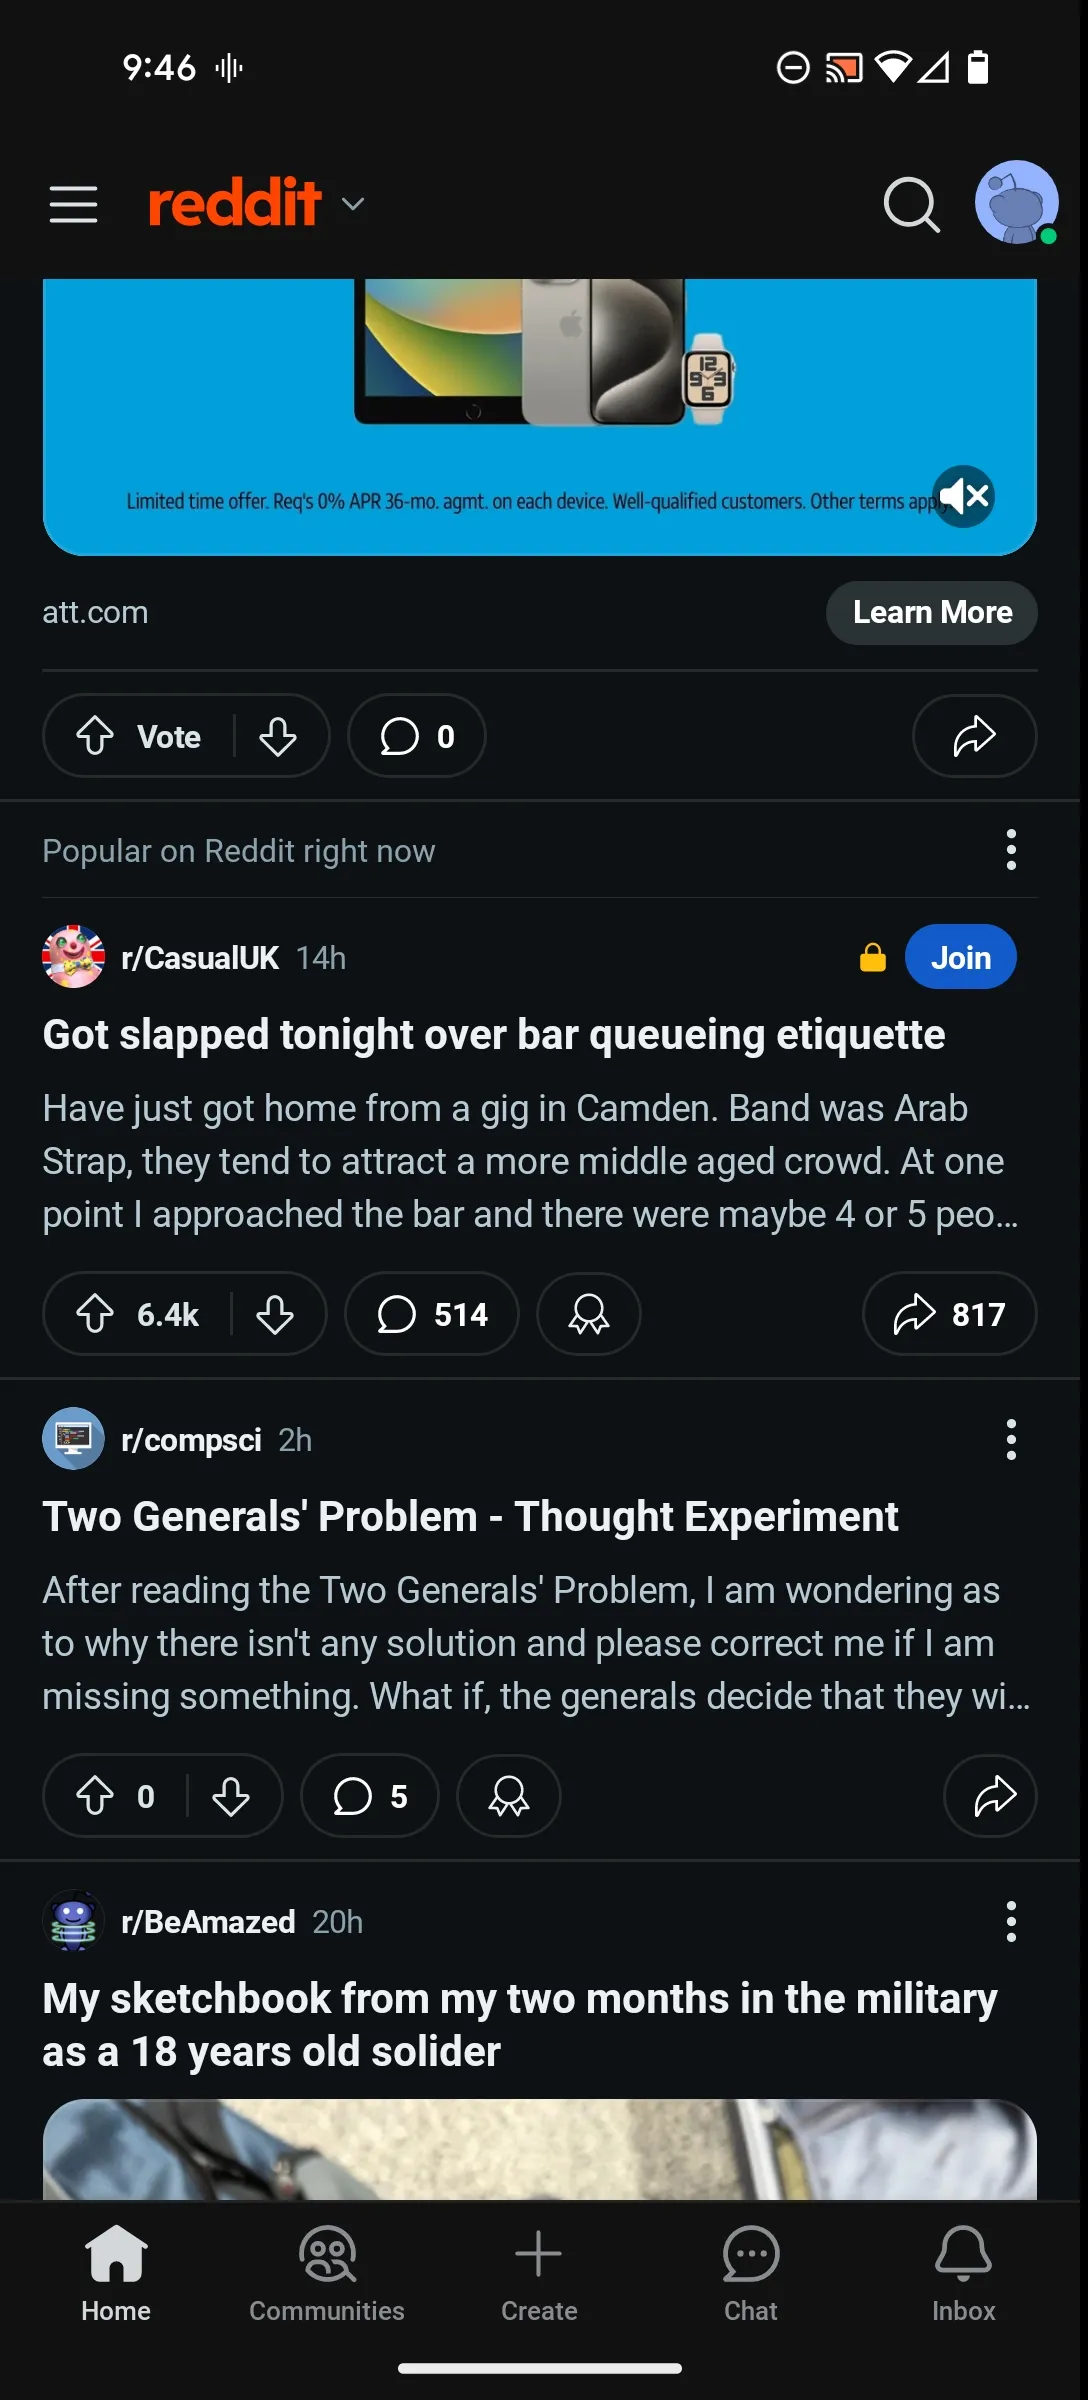 9:46
reddit
12
9 3
6
Limited time offer. Req's 0% APR 36-mo. agmt. on each device. Well-qualified customers. Other terms apply
att.com
Learn More
Vote
0
Popular on Reddit right now
r/CasualUK 14h
Join
Got slapped tonight over bar queueing etiquette
Have just got home from a gig in Camden. Band was Arab
Strap, they tend to attract a more middle aged crowd. At one
point I approached the bar and there were maybe 4 or 5 peo...
6.4k
514
817
r/compsci 2h
Two Generals' Problem - Thought Experiment
After reading the Two Generals' Problem, I am wondering as
to why there isn't any solution and please correct me if I am
missing something. What if, the generals decide that they wi...
0
5
r/BeAmazed 20h
My sketchbook from my two months in the military
as a 18 years old solider
Home
Communities
Create
Chat
Inbox